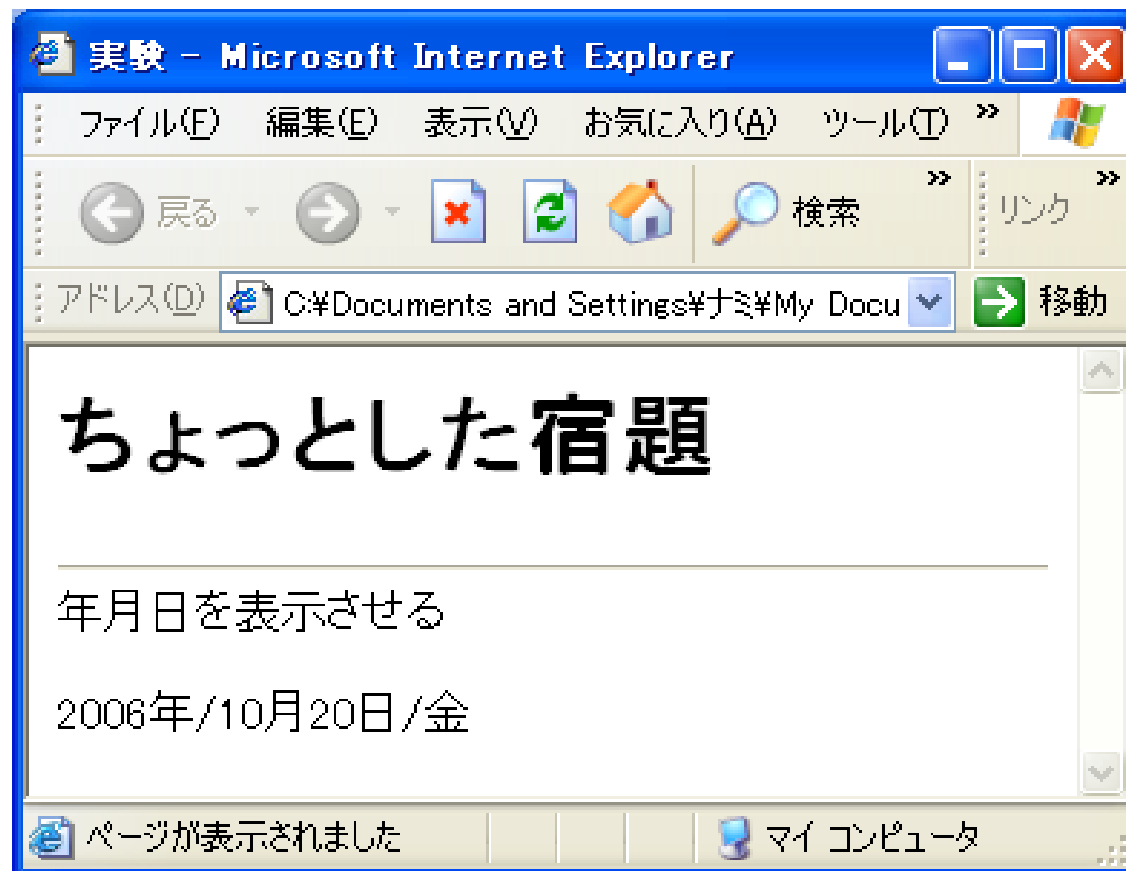 実験 - Microsoft Internet Explorer
ファイル(F) 編集(E) 表示(V) お気に入り(A) ツール(T) »
戻る 検索 » リンク »
アドレス(D) C:¥Documents and Settings¥ナミ¥My Docu 移動
ちょっとした宿題
年月日を表示させる
2006年/10月20日/金
ページが表示されました マイ コンピュータ